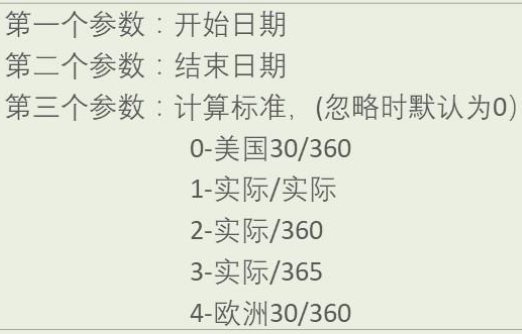 第一个参数：开始日期
第二个参数：结束日期
第三个参数：计算标准，(忽略时默认为0)
0-美国30/360
1-实际/实际
2-实际/360
3-实际/365
4-欧洲30/360